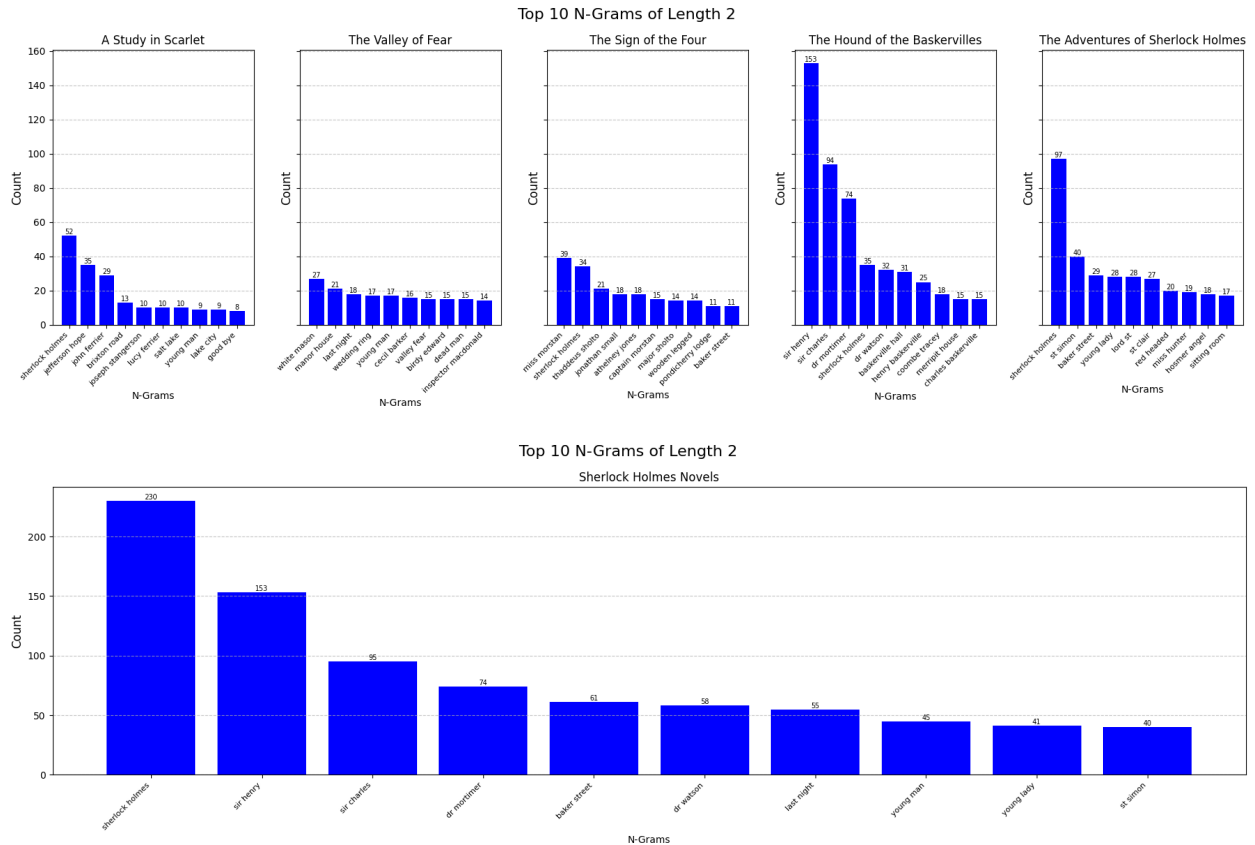 Top 10 N-Grams of Length 2
A Study in Scarlet
Count
160
140
120
100
80
60
40
20
0
52
35
29
13
10
10
10
9
9
8
sherlock holmes
jefferson hope
john ferrier
brixton road
joseph stangerson
lucy ferrier
salt lake
young man
lake city
good bye
N-Grams
The Valley of Fear
Count
27
21
18
17
17
16
15
15
15
14
white mason
manor house
last night
wedding ring
young man
cecil barker
valley fear
birdy edward
dead man
inspector macdonald
N-Grams
The Sign of the Four
Count
39
34
21
18
18
15
14
14
11
11
miss morstan
sherlock holmes
thaddeus sholto
jonathan small
athelney jones
captain morstan
major sholto
wooden legged
pondicherry lodge
baker street
N-Grams
The Hound of the Baskervilles
Count
153
94
74
35
32
31
25
18
15
15
sir henry
sir charles
dr mortimer
sherlock holmes
dr watson
baskerville hall
henry baskerville
coombe tracey
merripit house
charles baskerville
N-Grams
The Adventures of Sherlock Holmes
Count
97
40
29
28
28
27
20
19
18
17
sherlock holmes
st simon
baker street
young lady
lord st
st clair
red headed
miss hunter
hosmer angel
sitting room
N-Grams
Top 10 N-Grams of Length 2
Sherlock Holmes Novels
Count
200
150
100
50
0
230
153
95
74
61
58
55
45
41
40
sherlock holmes
sir henry
sir charles
dr mortimer
baker street
dr watson
last night
young man
young lady
st simon
N-Grams